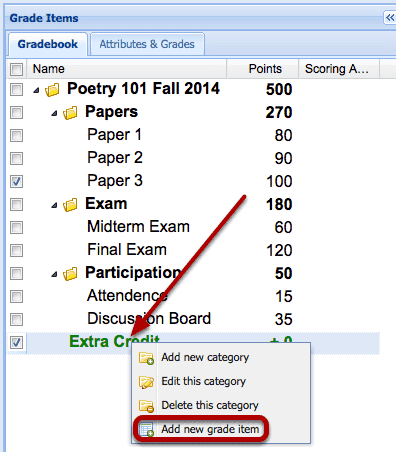 Grade Items
Gradebook Attributes & Grades
Name Points Scoring A...
Poetry 101 Fall 2014 500
Papers 270
Paper 1 80
Paper 2 90
Paper 3 100
Exam 180
Midterm Exam 60
Final Exam 120
Participation 50
Attendence 15
Discussion Board 35
Extra Credit + 0
Add new category
Edit this category
Delete this category
Add new grade item